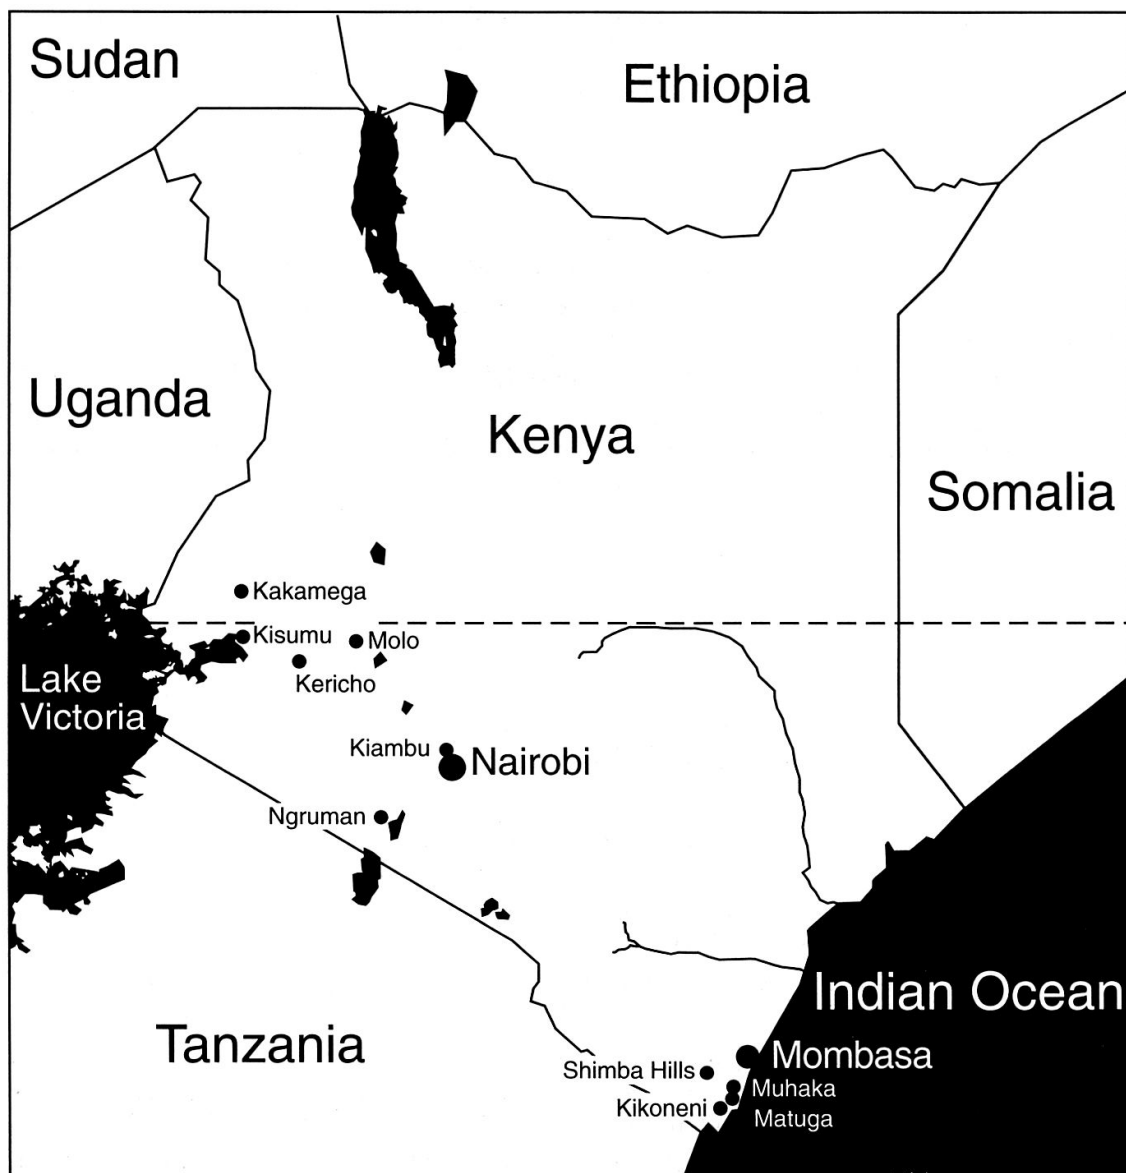 Sudan
Ethiopia
Uganda
Kenya
Somalia
Kakamega
Kisumu
Molo
Kericho
Lake
Victoria
Kiambu
Nairobi
Ngruman
Indian Ocean
Tanzania
Mombasa
Shimba Hills
Muhaka
Kikoneni
Matuga